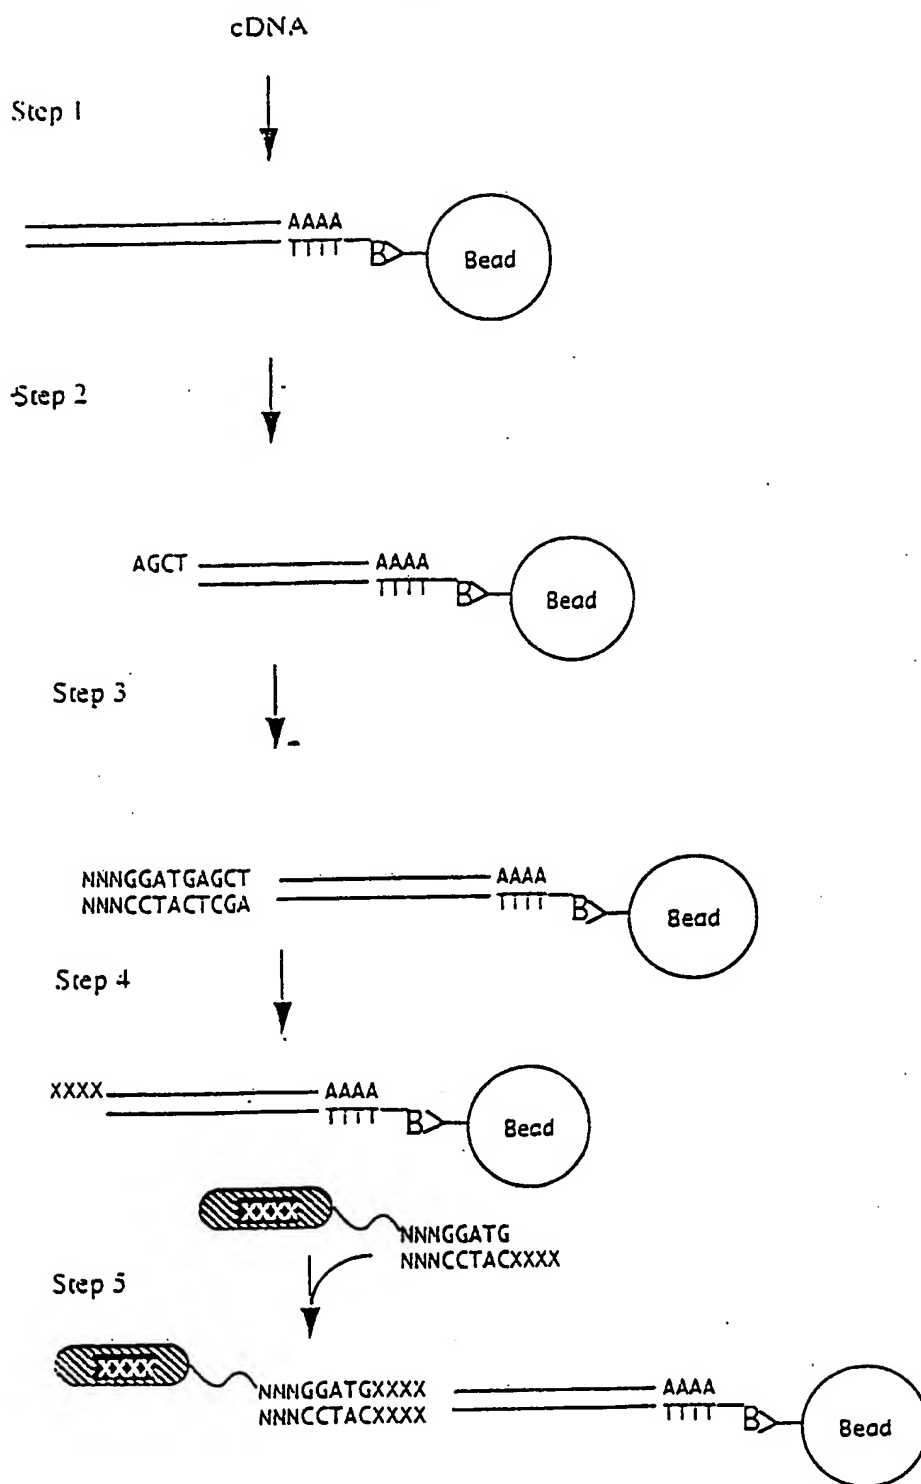 cDNA
Step 1
AAAA
TTTT
B
Bead
Step 2
AGCT
AAAA
TTTT
B
Bead
Step 3
NNNGGATGAGCT
NNNCCTACTCGA
AAAA
TTTT
B
Bead
Step 4
XXXX
AAAA
TTTT
B
Bead
XXXX
NNNGGATG
NNNCCTACXXXX
Step 5
XXXX
NNNGGATGXXXX
NNNCCTACXXXX
AAAA
TTTT
B
Bead